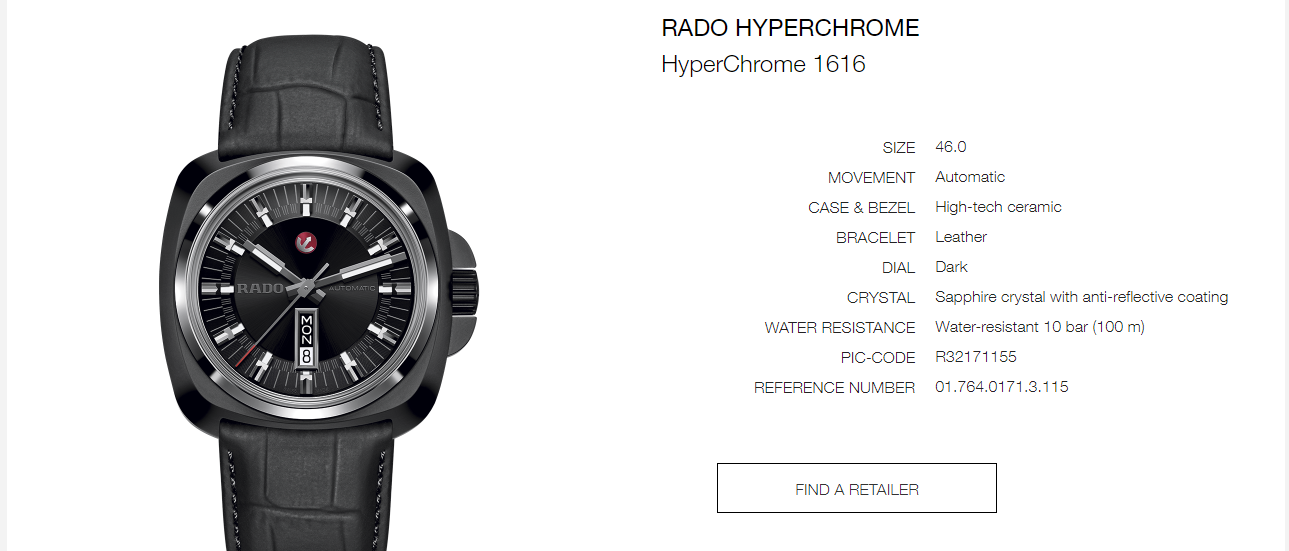 RADO HYPERCHROME
HyperChrome 1616
SIZE 46.0
MOVEMENT Automatic
CASE & BEZEL High-tech ceramic
BRACELET Leather
DIAL Dark
CRYSTAL Sapphire crystal with anti-reflective coating
WATER RESISTANCE Water-resistant 10 bar (100 m)
PIC-CODE R32171155
REFERENCE NUMBER 01.764.0171.3.115
FIND A RETAILER
RADO AUTOMATIC
MON
8